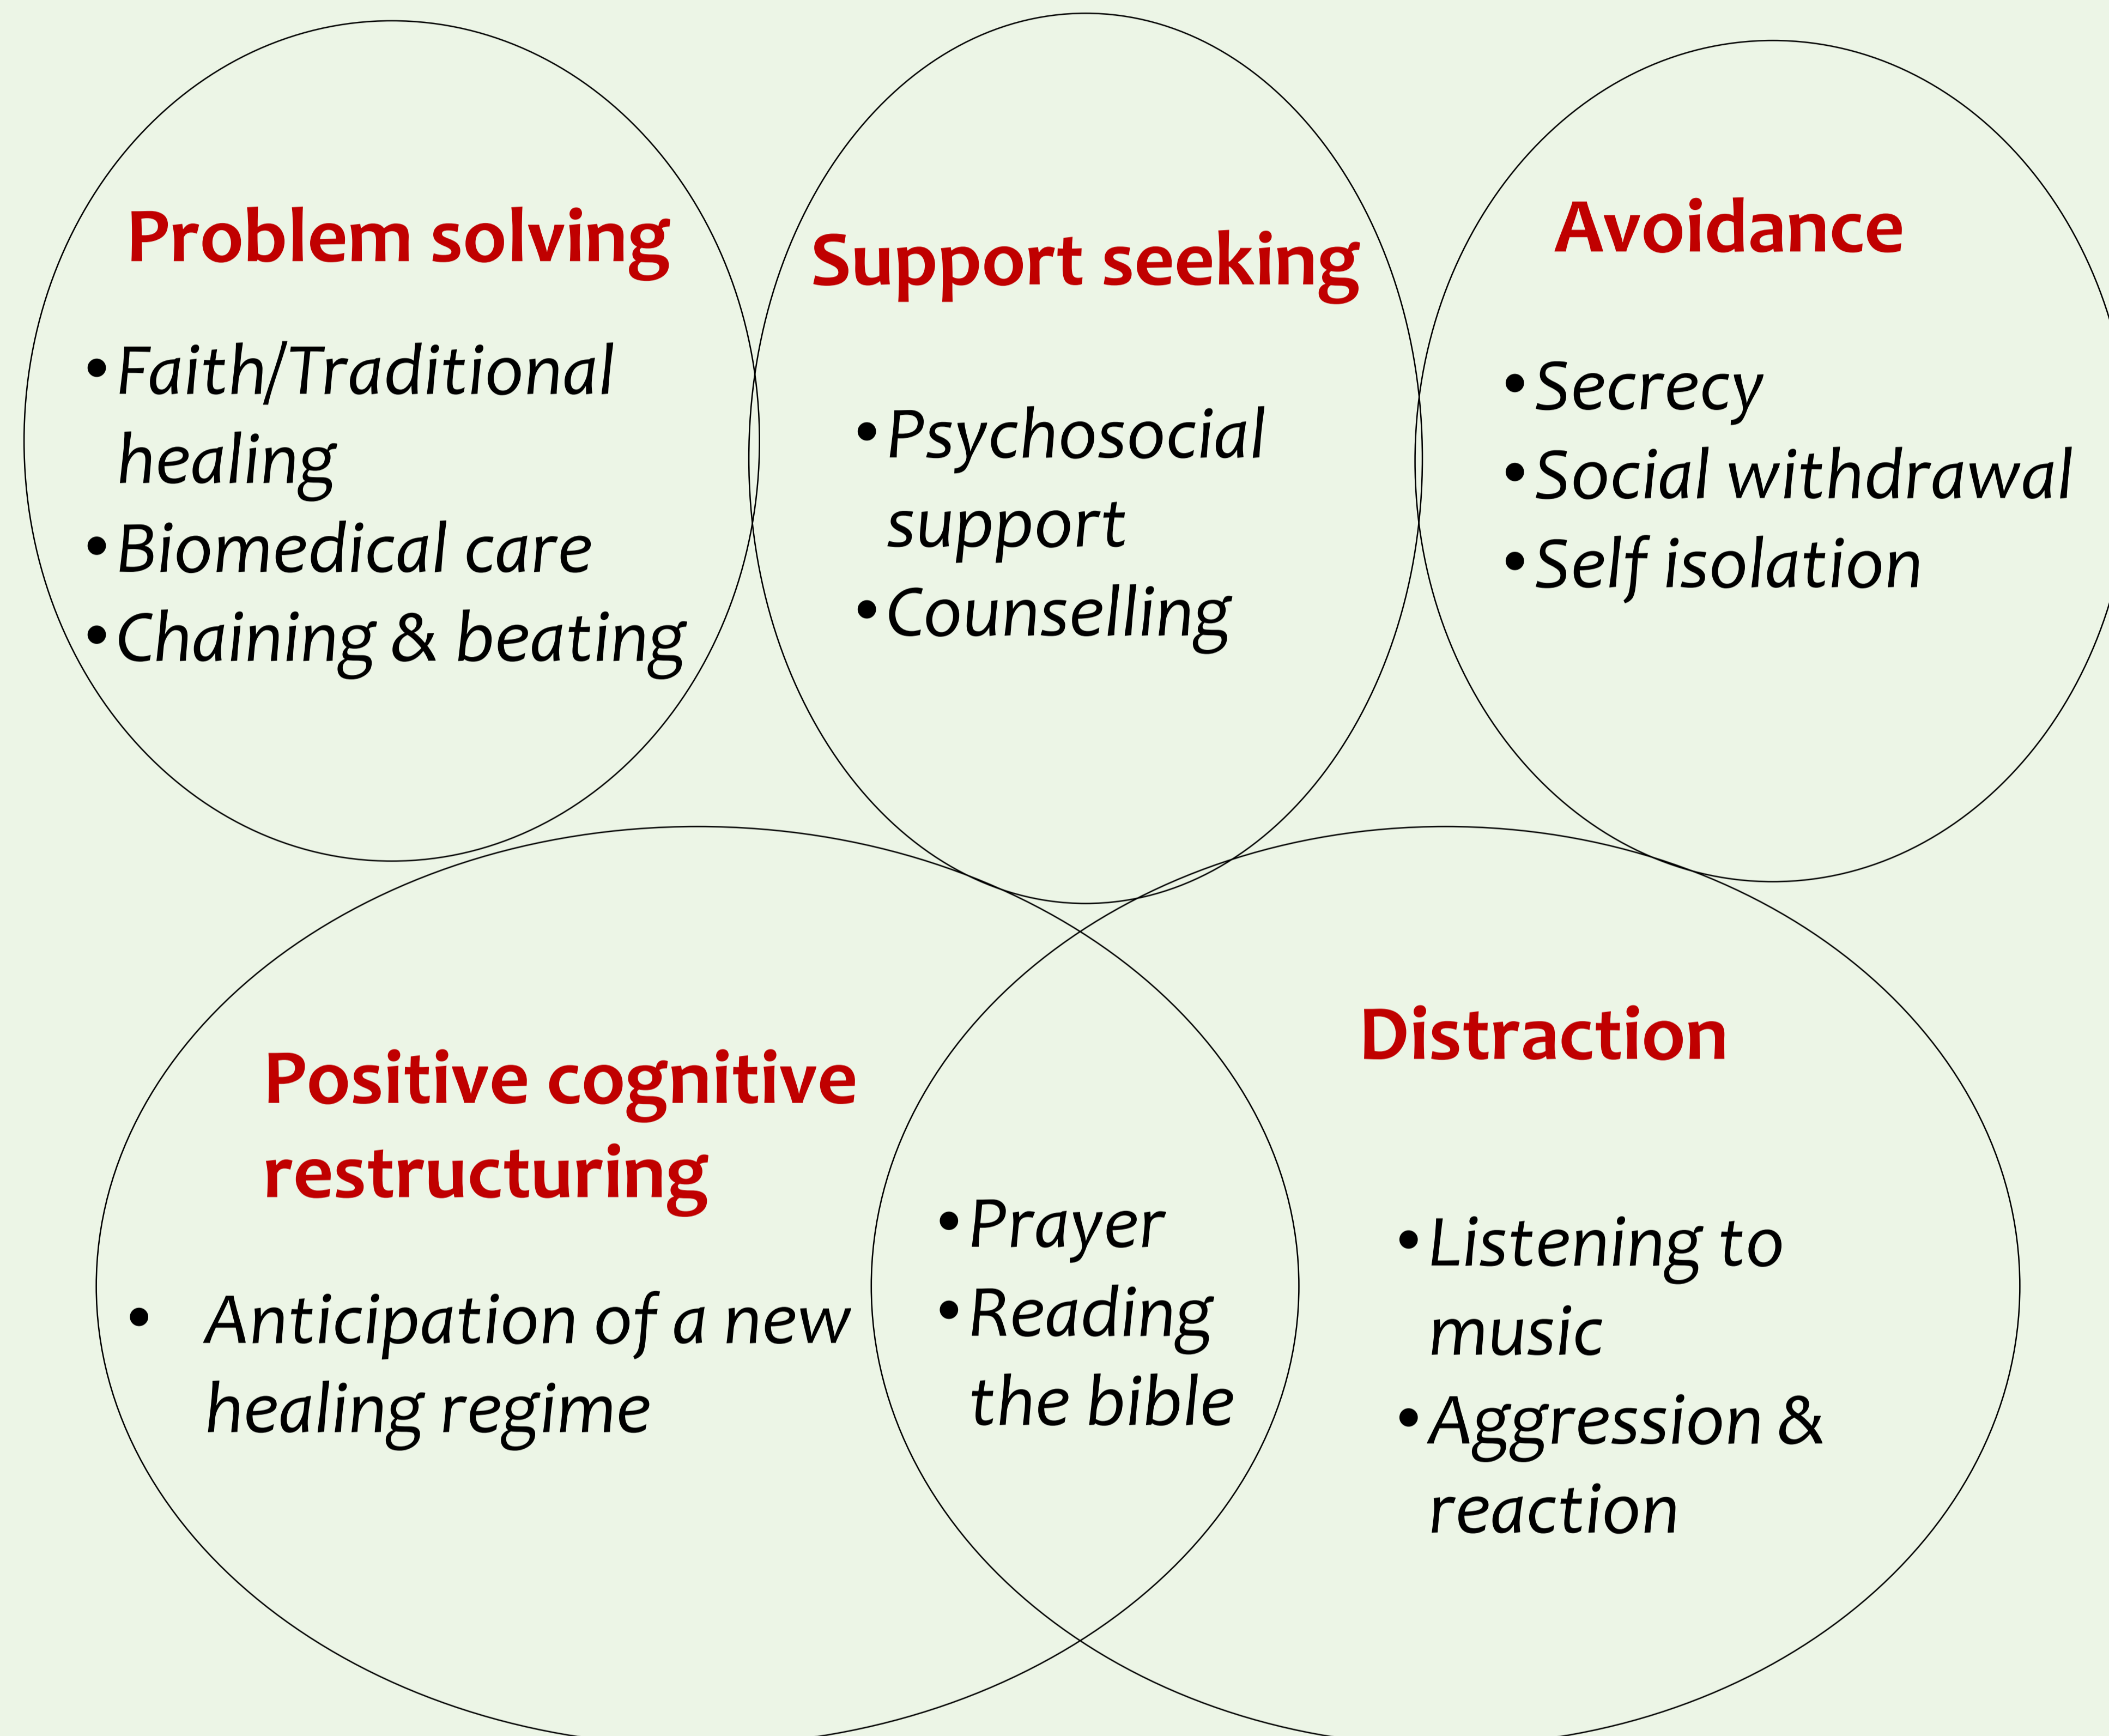 Problem solving
•Faith/Traditional
healing
•Biomedical care
•Chaining & beating
Support seeking
•Psychosocial
support
•Counselling
Avoidance
•Secrecy
•Social withdrawal
•Self isolation
Positive cognitive
restructuring
• Anticipation of a new
healing regime
•Prayer
•Reading
the bible
Distraction
•Listening to
music
•Aggression &
reaction